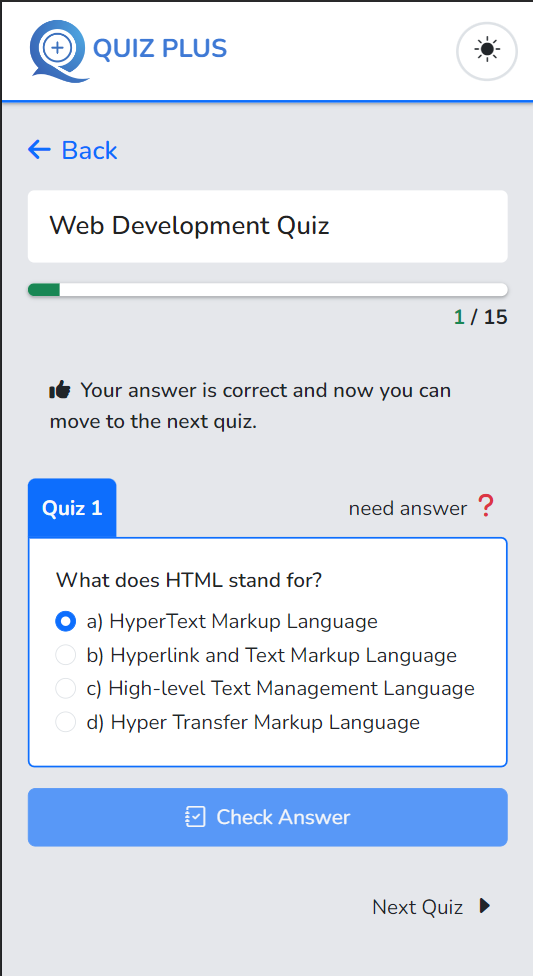 QUIZ PLUS
Back
Web Development Quiz
1 / 15
Your answer is correct and now you can
move to the next quiz.
Quiz 1
need answer ?
What does HTML stand for?
a) HyperText Markup Language
b) Hyperlink and Text Markup Language
c) High-level Text Management Language
d) Hyper Transfer Markup Language
Check Answer
Next Quiz